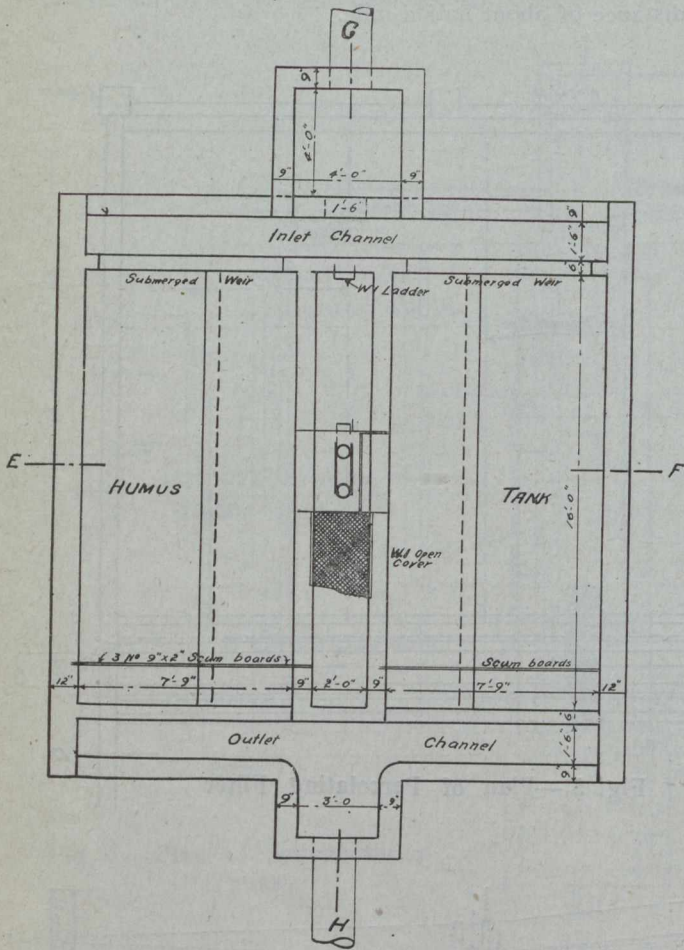 G
9"
4'-0"
9" 4'-0" 9"
1'-6"
9"
Inlet Channel
1'-6"
6"
Submerged Weir
Submerged Weir
W.I Ladder
E
F
HUMUS
TANK
16'-0"
W.I Open
Cover
3 No 9"x2" Scum boards
Scum boards
12" 7'-9" 9" 2'-0" 9" 7'-9" 12"
6"
Outlet Channel
1'-6"
9"
9" 3'-0 9"
H